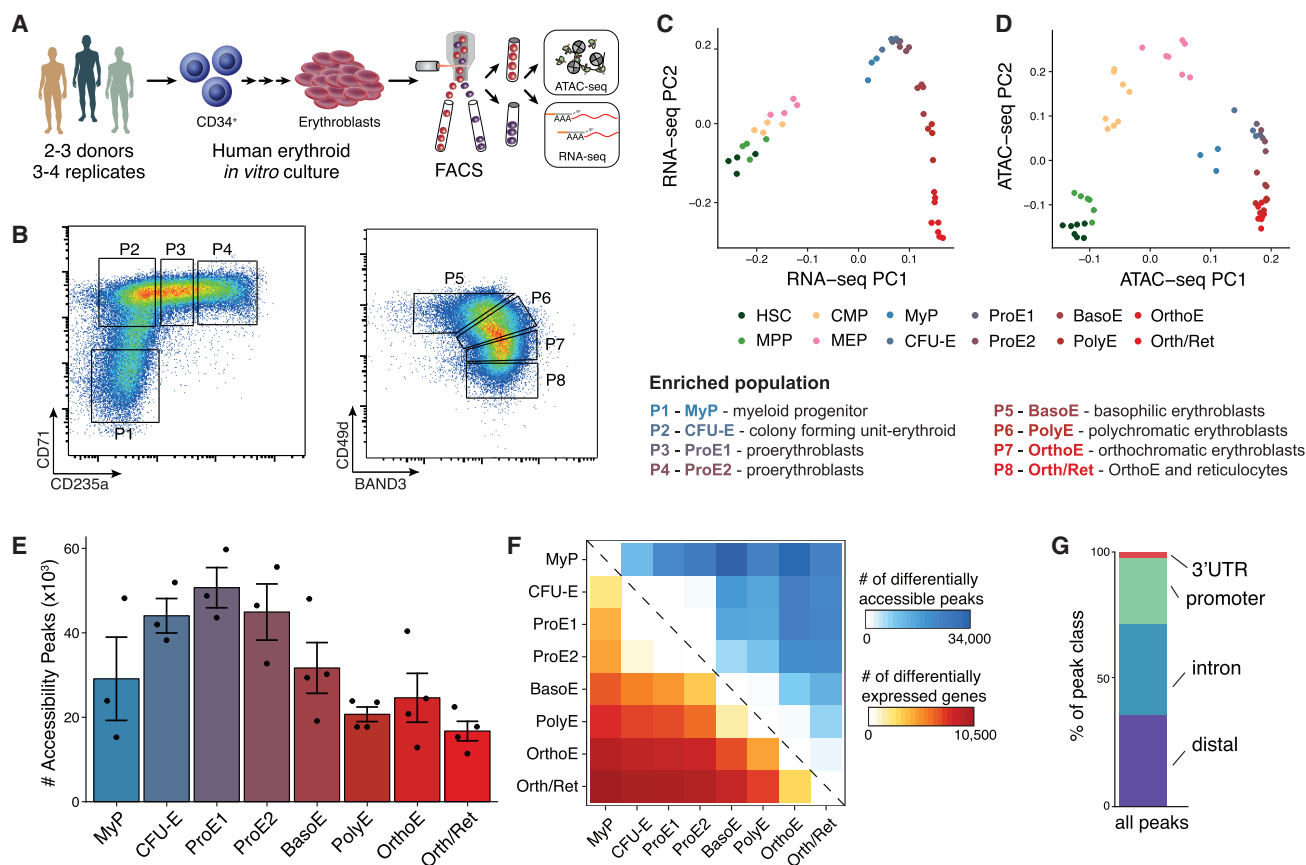 A
2-3 donors
3-4 replicates
CD34⁺
Erythroblasts
Human erythroid
in vitro culture
FACS
ATAC-seq
AAA
AAA
RNA-seq
B
P2
P3
P4
P1
CD71
CD235a
P5
P6
P7
P8
CD49d
BAND3
C
0.2
0.0
−0.2
RNA-seq PC2
−0.2
−0.1
0.0
0.1
RNA-seq PC1
D
0.2
0.1
0.0
−0.1
ATAC-seq PC2
−0.1
0.0
0.1
0.2
ATAC-seq PC1
HSC CMP MyP ProE1 BasoE OrthoE
MPP MEP CFU-E ProE2 PolyE Orth/Ret
Enriched population
P1 - MyP - myeloid progenitor
P2 - CFU-E - colony forming unit-erythroid
P3 - ProE1 - proerythroblasts
P4 - ProE2 - proerythroblasts
P5 - BasoE - basophilic erythroblasts
P6 - PolyE - polychromatic erythroblasts
P7 - OrthoE - orthochromatic erythroblasts
P8 - Orth/Ret - OrthoE and reticulocytes
E
# Accessibility Peaks (x10³)
60
40
20
0
MyP
CFU-E
ProE1
ProE2
BasoE
PolyE
OrthoE
Orth/Ret
F
MyP
CFU-E
ProE1
ProE2
BasoE
PolyE
OrthoE
Orth/Ret
MyP
CFU-E
ProE1
ProE2
BasoE
PolyE
OrthoE
Orth/Ret
# of differentially
accessible peaks
0 34,000
# of differentially
expressed genes
0 10,500
G
% of peak class
100
50
0
3'UTR
promoter
intron
distal
all peaks